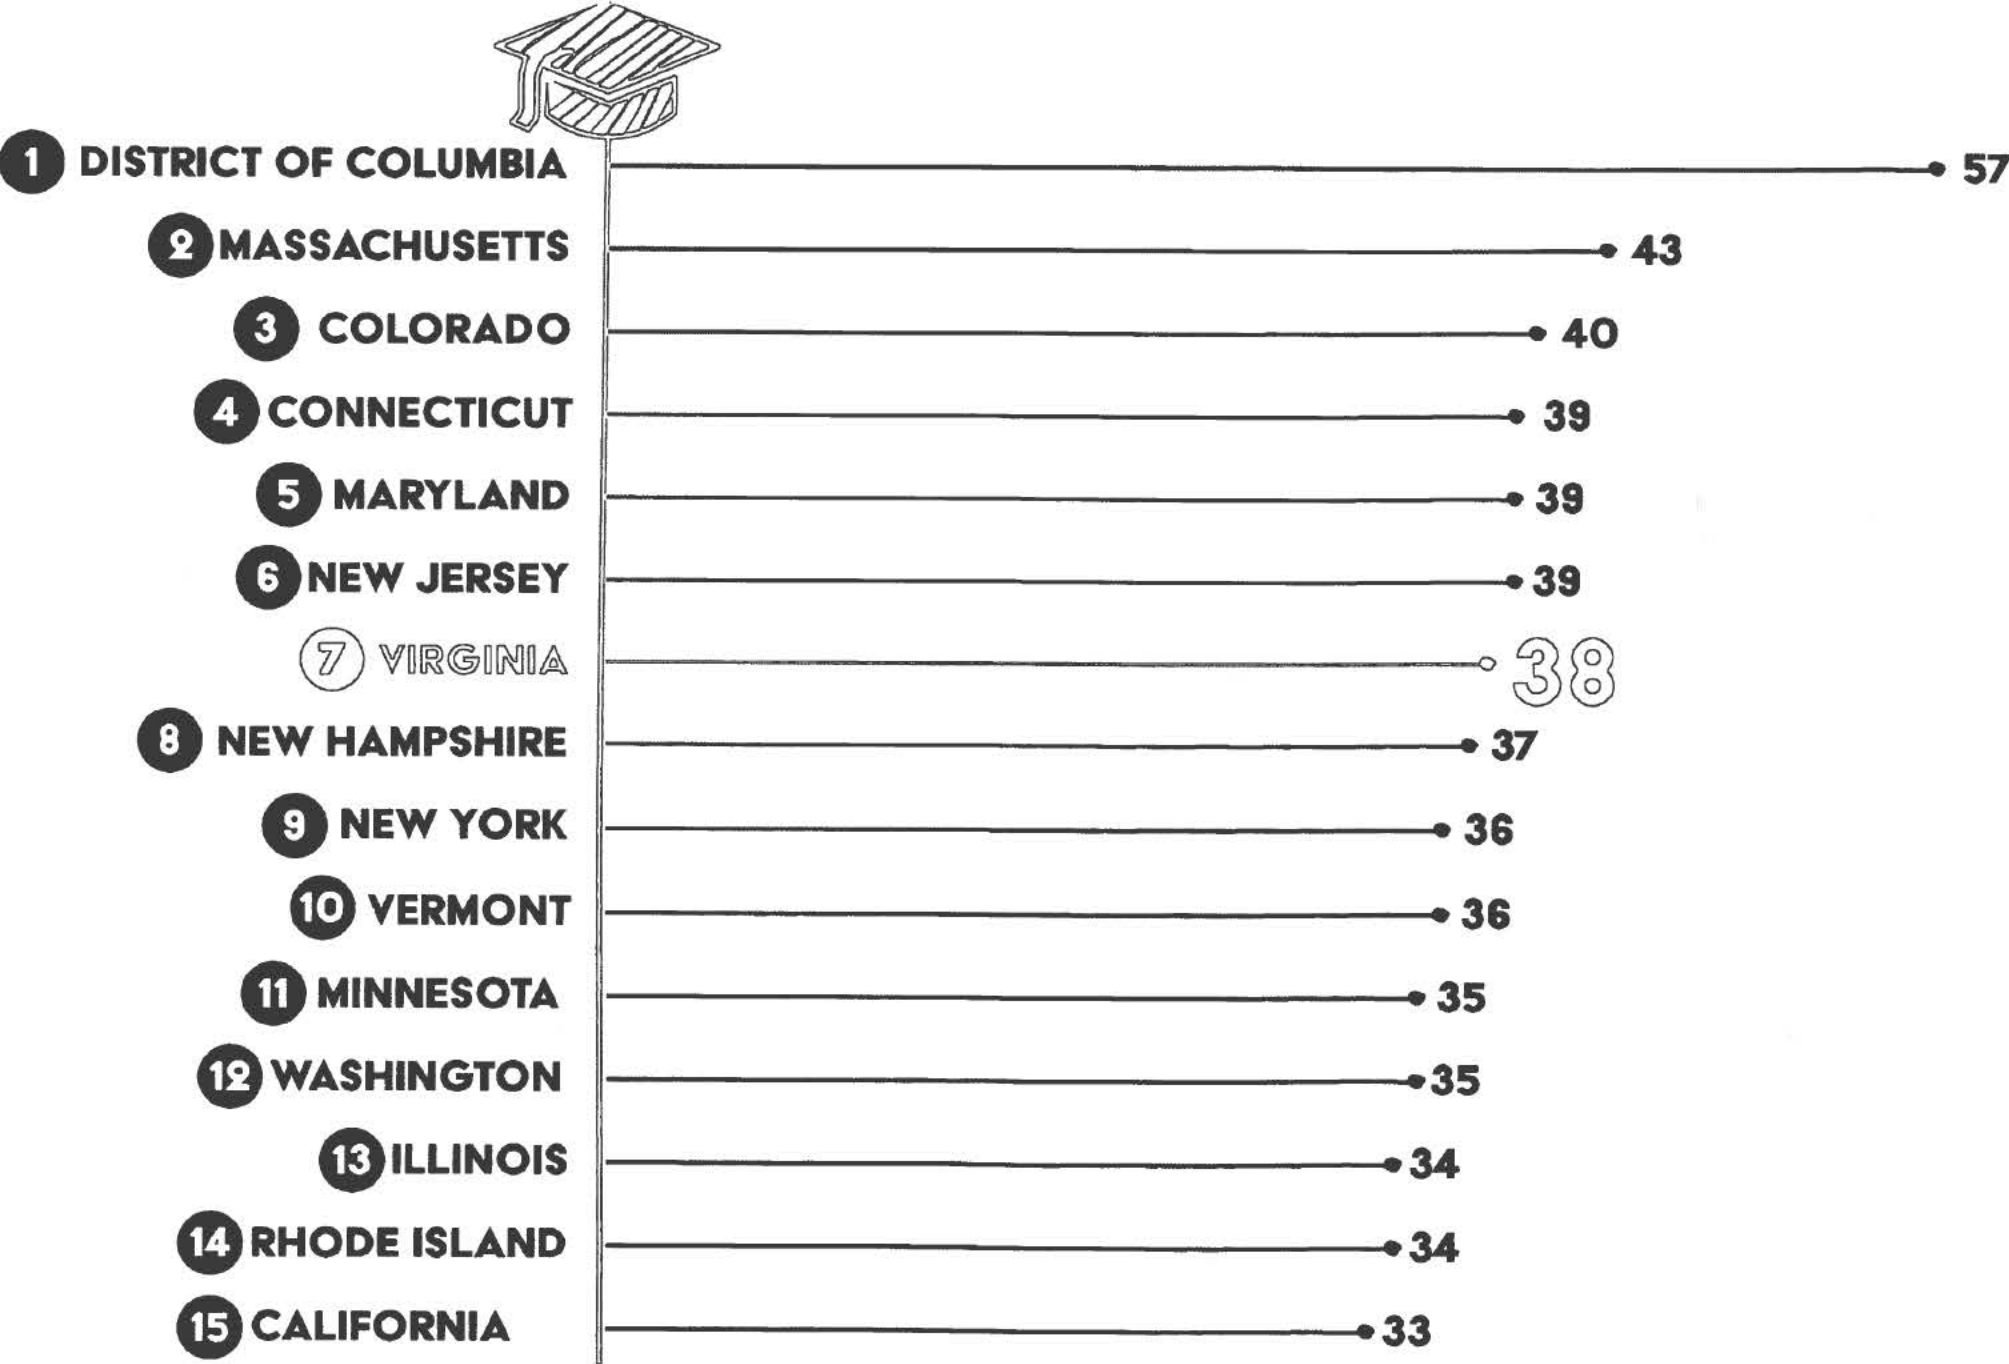 1 DISTRICT OF COLUMBIA 57
2 MASSACHUSETTS 43
3 COLORADO 40
4 CONNECTICUT 39
5 MARYLAND 39
6 NEW JERSEY 39
7 VIRGINIA 38
8 NEW HAMPSHIRE 37
9 NEW YORK 36
10 VERMONT 36
11 MINNESOTA 35
12 WASHINGTON 35
13 ILLINOIS 34
14 RHODE ISLAND 34
15 CALIFORNIA 33